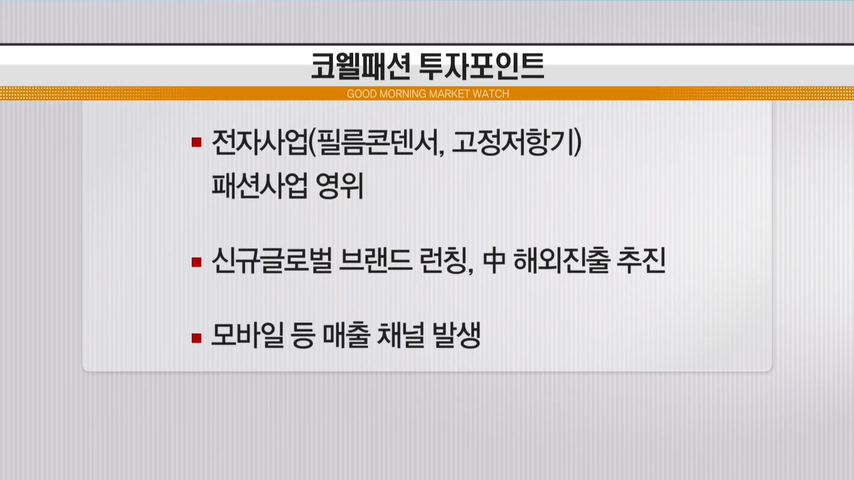 코웰패션 투자포인트
GOOD MORNING MARKET WATCH
전자사업(필름콘덴서, 고정저항기)
패션사업 영위
신규글로벌 브랜드 런칭, 中 해외진출 추진
모바일 등 매출 채널 발생